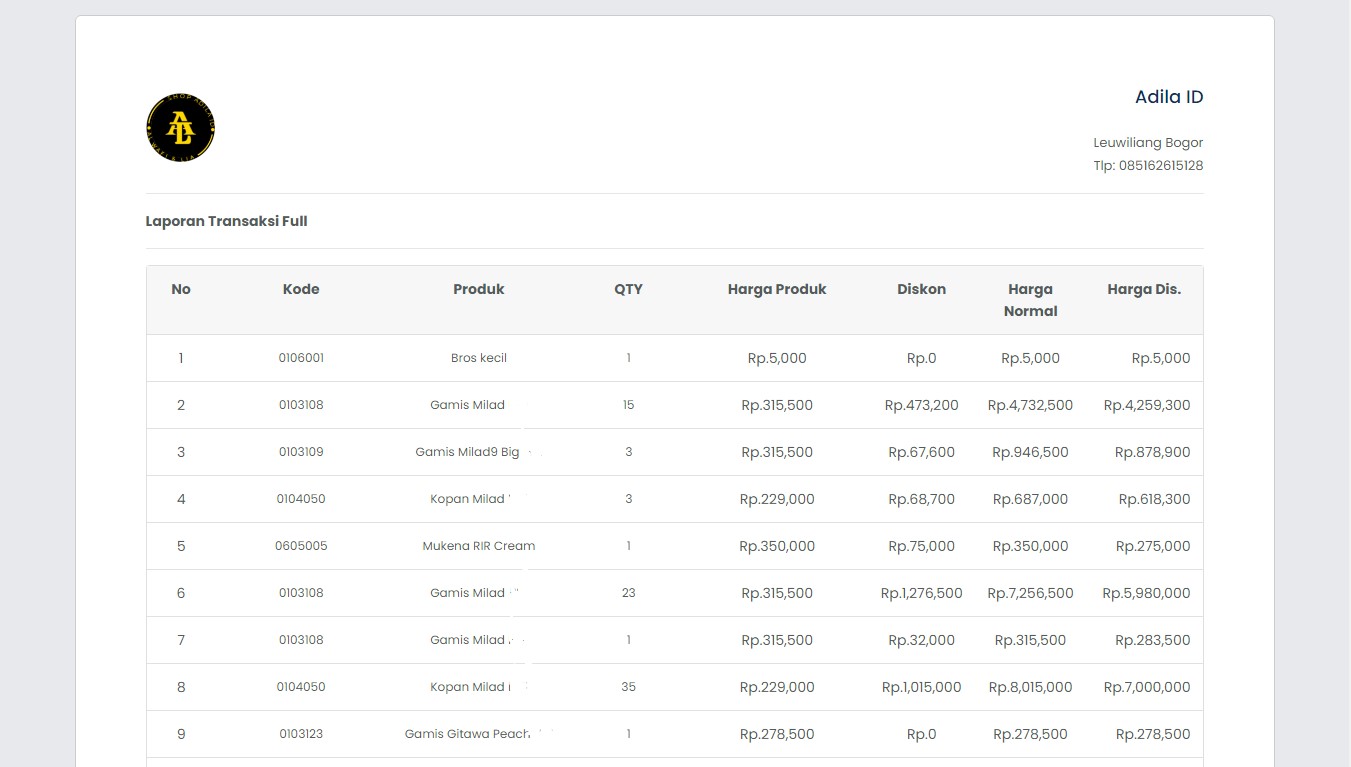 SHOP ADILA ID
AL
Adila ID
Leuwiliang Bogor
Tlp: 085162615128
Laporan Transaksi Full
No Kode Produk QTY Harga Produk Diskon Harga Normal Harga Dis.
1 0106001 Bros kecil 1 Rp.5,000 Rp.0 Rp.5,000 Rp.5,000
2 0103108 Gamis Milad 15 Rp.315,500 Rp.473,200 Rp.4,732,500 Rp.4,259,300
3 0103109 Gamis Milad9 Big 3 Rp.315,500 Rp.67,600 Rp.946,500 Rp.878,900
4 0104050 Kopan Milad 3 Rp.229,000 Rp.68,700 Rp.687,000 Rp.618,300
5 0605005 Mukena RIR Cream 1 Rp.350,000 Rp.75,000 Rp.350,000 Rp.275,000
6 0103108 Gamis Milad 23 Rp.315,500 Rp.1,276,500 Rp.7,256,500 Rp.5,980,000
7 0103108 Gamis Milad 1 Rp.315,500 Rp.32,000 Rp.315,500 Rp.283,500
8 0104050 Kopan Milad 35 Rp.229,000 Rp.1,015,000 Rp.8,015,000 Rp.7,000,000
9 0103123 Gamis Gitawa Peach 1 Rp.278,500 Rp.0 Rp.278,500 Rp.278,500